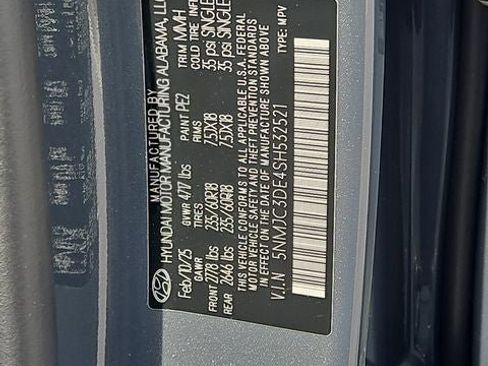 MANUFACTURED BY
HYUNDAI MOTOR MANUFACTURING ALABAMA, LLC
Feb/10/25 GVWR 4717 lbs PAINT PE2 TRIM MMH
GAWR TIRES RIMS COLD TIRE
FRONT 2778 lbs 235/60R18 7.5JX18 35 psi SINGLE
REAR 2646 lbs 235/60R18 7.5JX18 35 psi SINGLE
THIS VEHICLE CONFORMS TO ALL APPLICABLE U.S.A. FEDERAL
MOTOR VEHICLE SAFETY, BUMPER, AND THEFT PREVENTION
STANDARDS IN EFFECT ON THE DATE OF MANUFACTURE SHOWN ABOVE.
V.I.N 5NMJC3DE4SH532521 TYPE: MPV